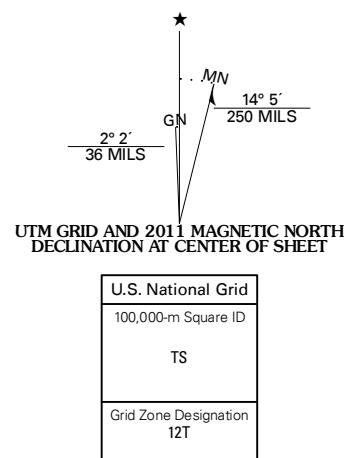 ★
MN
GN
14° 5´
250 MILS
2° 2´
36 MILS
UTM GRID AND 2011 MAGNETIC NORTH
DECLINATION AT CENTER OF SHEET
U.S. National Grid
100,000-m Square ID
TS
Grid Zone Designation
12T